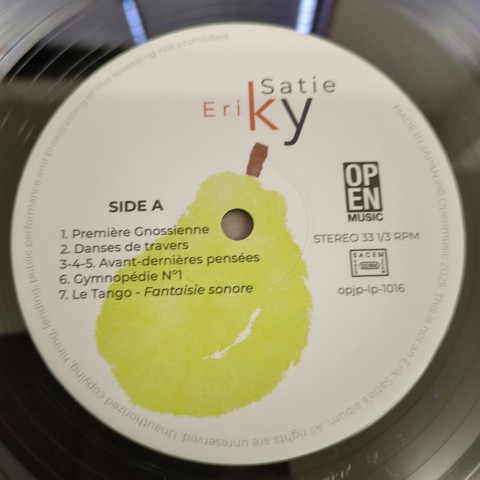 Satie
Eriky
OP
EN
MUSIC
SIDE A
1. Première Gnossienne
2. Danses de travers
3-4-5. Avant-dernières pensées
6. Gymnopédie N°1
7. Le Tango - Fantaisie sonore
STEREO 33 1/3 RPM
SACEM
opjp-lp-1016
MADE IN JAPAN ©℗ Openmusic 2025. This is not an Erik Satie's album. All rights are unreserved. Unauthorized copying, hiring, lending, public performance and broadcasting of this recording not prohibited.